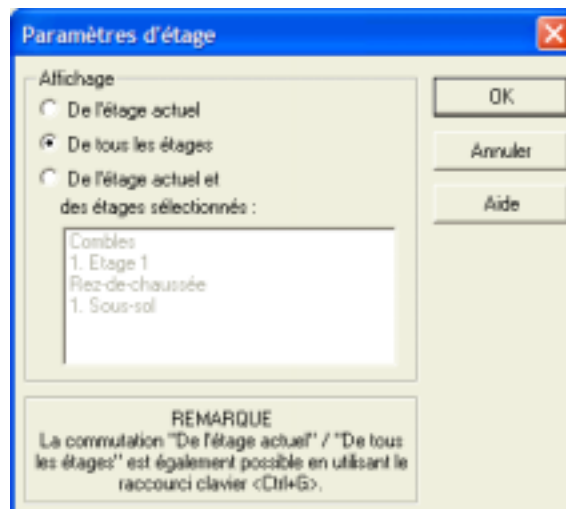 Paramètres d'étage
Affichage
De l'étage actuel
De tous les étages
De l'étage actuel et
des étages sélectionnés :
Combles
1. Etage 1
Rez-de-chaussée
1. Sous-sol
OK
Annuler
Aide
REMARQUE
La commutation "De l'étage actuel" / "De tous
les étages" est également possible en utilisant le
raccourci clavier <Ctrl+G>.